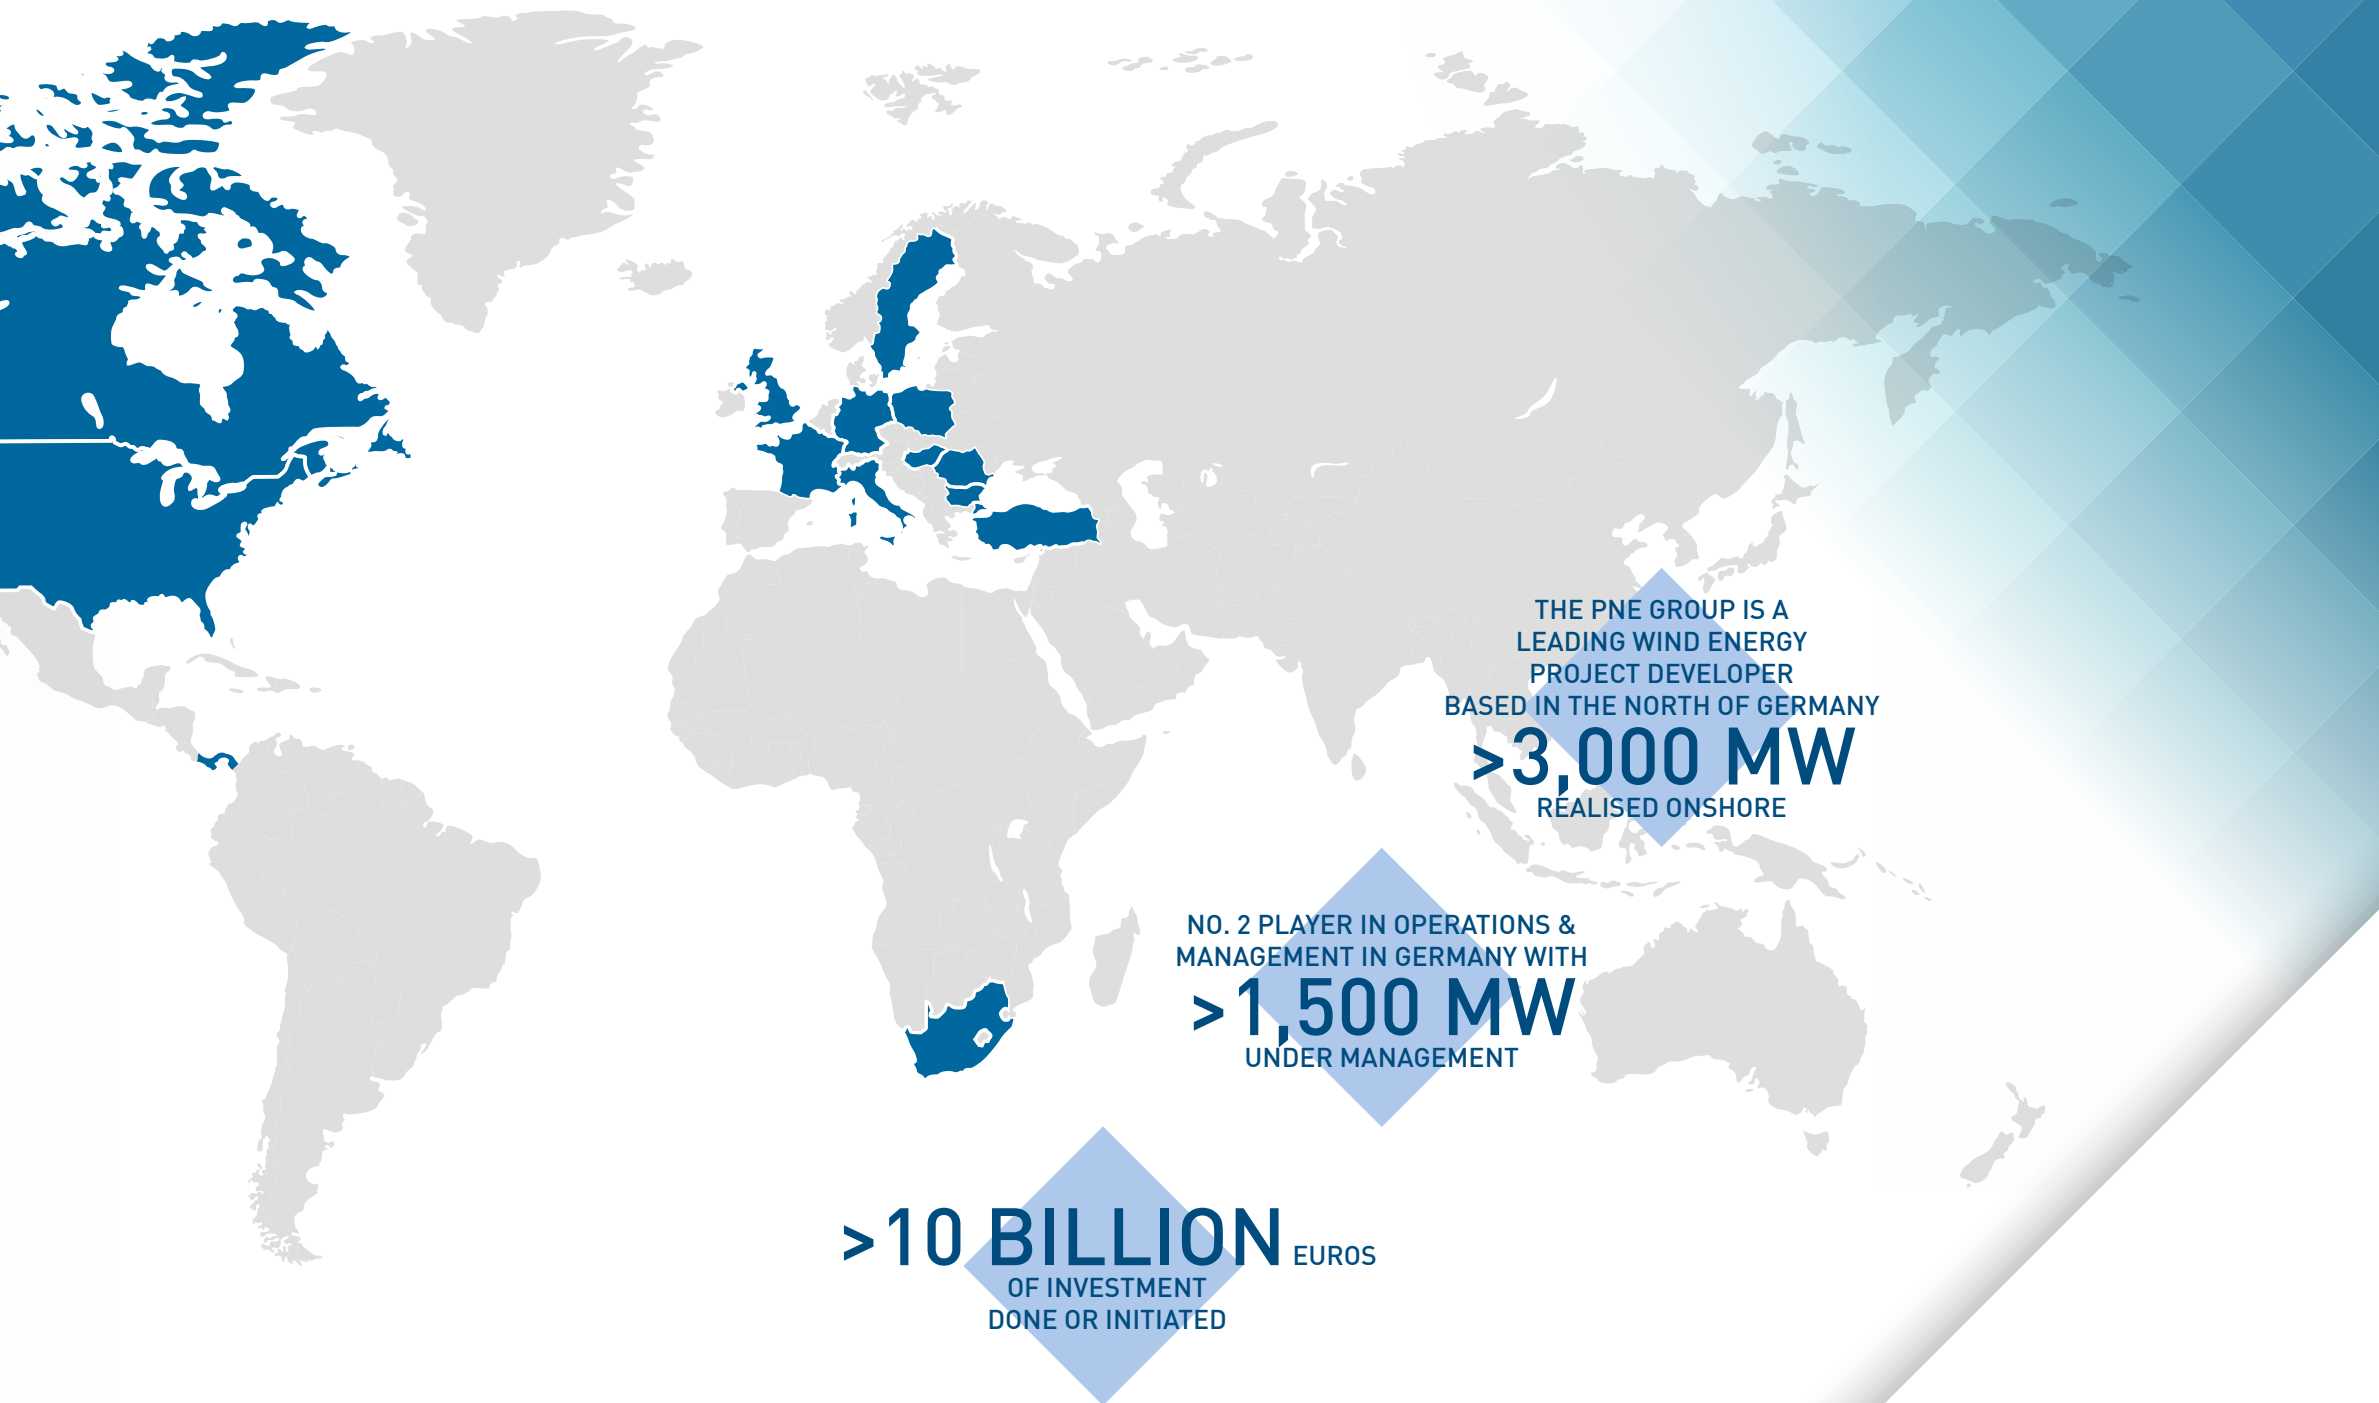 THE PNE GROUP IS A
LEADING WIND ENERGY
PROJECT DEVELOPER
BASED IN THE NORTH OF GERMANY
>3,000 MW
REALISED ONSHORE
NO. 2 PLAYER IN OPERATIONS &
MANAGEMENT IN GERMANY WITH
>1,500 MW
UNDER MANAGEMENT
>10 BILLION EUROS
OF INVESTMENT
DONE OR INITIATED